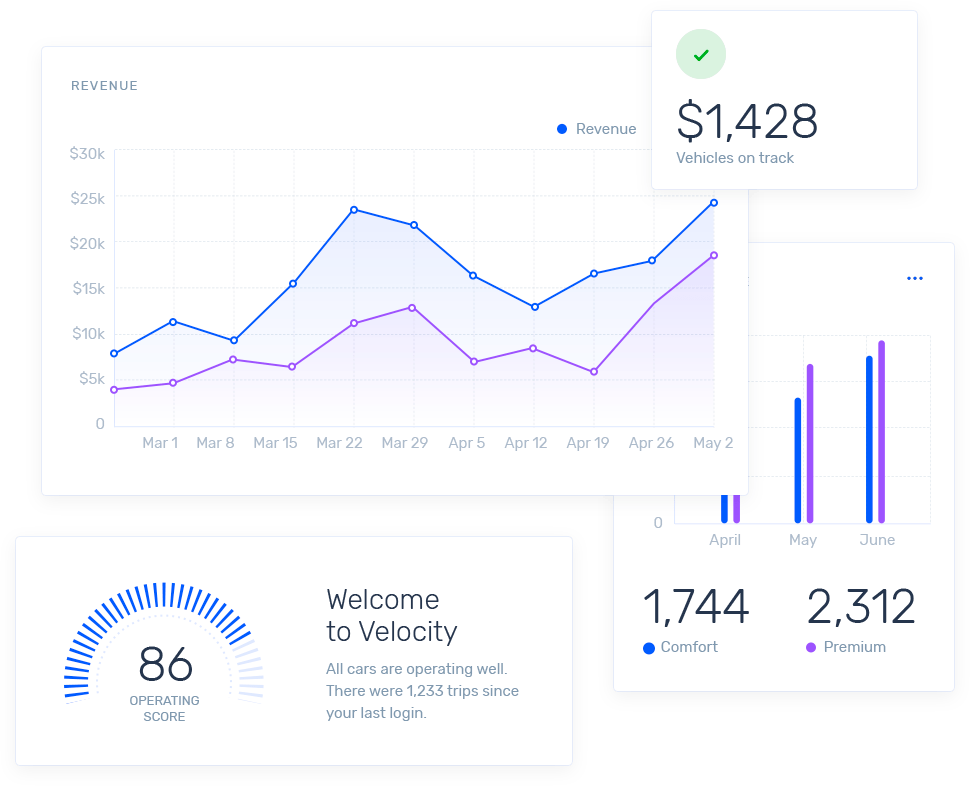 REVENUE
Revenue
$30k
$25k
$20k
$15k
$10k
$5k
0
Mar 1 Mar 8 Mar 15 Mar 22 Mar 29 Apr 5 Apr 12 Apr 19 Apr 26 May 2
$1,428
Vehicles on track
0
April May June
1,744 2,312
Comfort Premium
86
OPERATING
SCORE
Welcome
to Velocity
All cars are operating well.
There were 1,233 trips since
your last login.